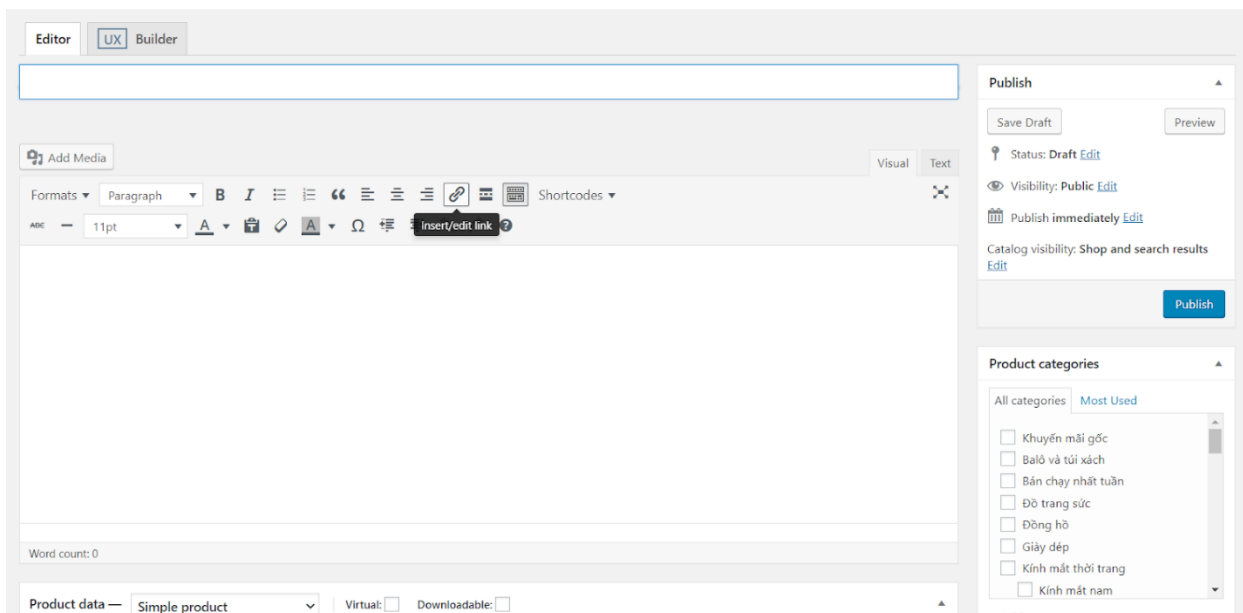 Editor UX Builder
Publish
Save Draft Preview
Add Media Visual Text
Status: Draft Edit
Formats Paragraph B I Shortcodes
Visibility: Public Edit
Publish immediately Edit
ABC 11pt A A Ω Insert/edit link
Catalog visibility: Shop and search results
Edit
Publish
Product categories
All categories Most Used
Khuyến mãi gốc
Balô và túi xách
Bán chạy nhất tuần
Đồ trang sức
Đồng hồ
Giày dép
Kính mắt thời trang
Kính mắt nam
Word count: 0
Product data — Simple product Virtual: Downloadable: